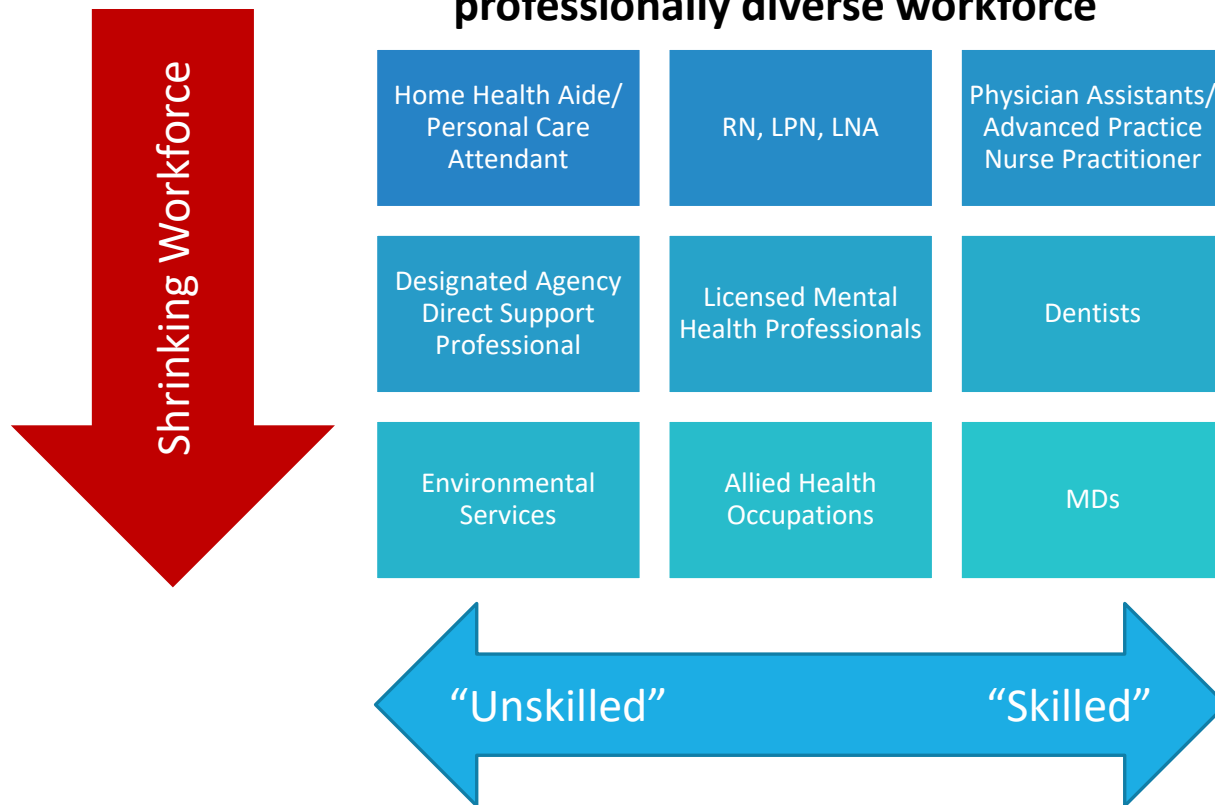 professionally diverse workforce
Shrinking Workforce
Home Health Aide/
Personal Care
Attendant
RN, LPN, LNA
Physician Assistants/
Advanced Practice
Nurse Practitioner
Designated Agency
Direct Support
Professional
Licensed Mental
Health Professionals
Dentists
Environmental
Services
Allied Health
Occupations
MDs
“Unskilled”
“Skilled”